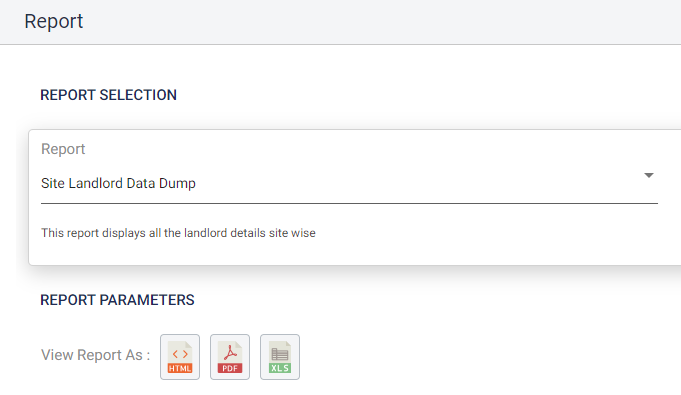 Report
REPORT SELECTION
Report
Site Landlord Data Dump
This report displays all the landlord details site wise
REPORT PARAMETERS
View Report As : HTML PDF XLS